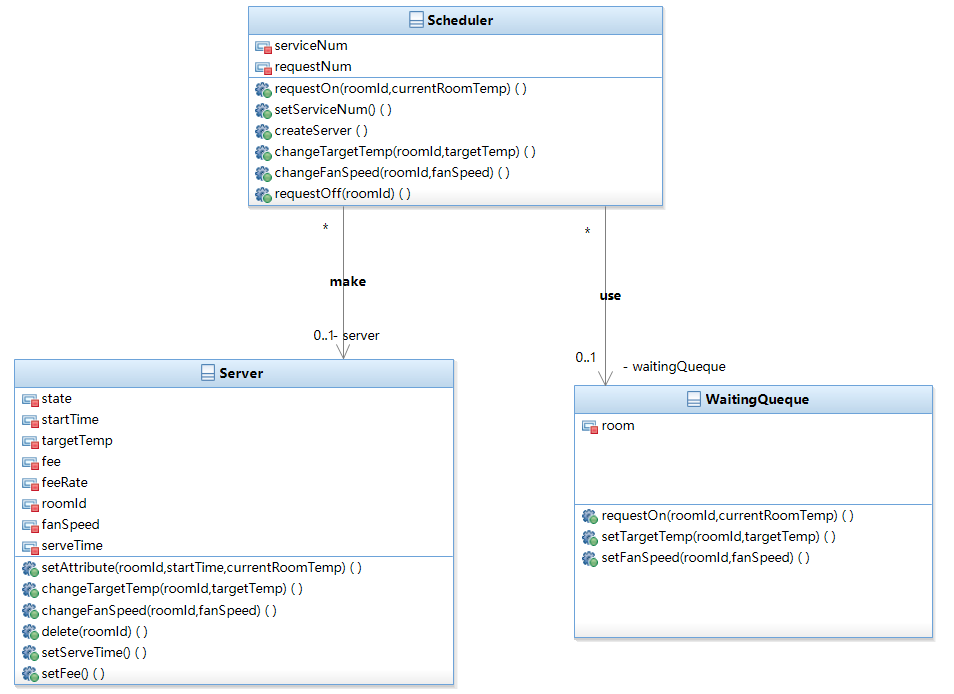 Scheduler
serviceNum
requestNum
requestOn(roomId,currentRoomTemp) ( )
setServiceNum() ( )
createServer ( )
changeTargetTemp(roomId,targetTemp) ( )
changeFanSpeed(roomId,fanSpeed) ( )
requestOff(roomId) ( )
*
*
make
use
0..1
- server
0..1
- waitingQueque
Server
state
startTime
targetTemp
fee
feeRate
roomId
fanSpeed
serveTime
setAttribute(roomId,startTime,currentRoomTemp) ( )
changeTargetTemp(roomId,targetTemp) ( )
changeFanSpeed(roomId,fanSpeed) ( )
delete(roomId) ( )
setServeTime() ( )
setFee() ( )
WaitingQueque
room
requestOn(roomId,currentRoomTemp) ( )
setTargetTemp(roomId,targetTemp) ( )
setFanSpeed(roomId,fanSpeed) ( )